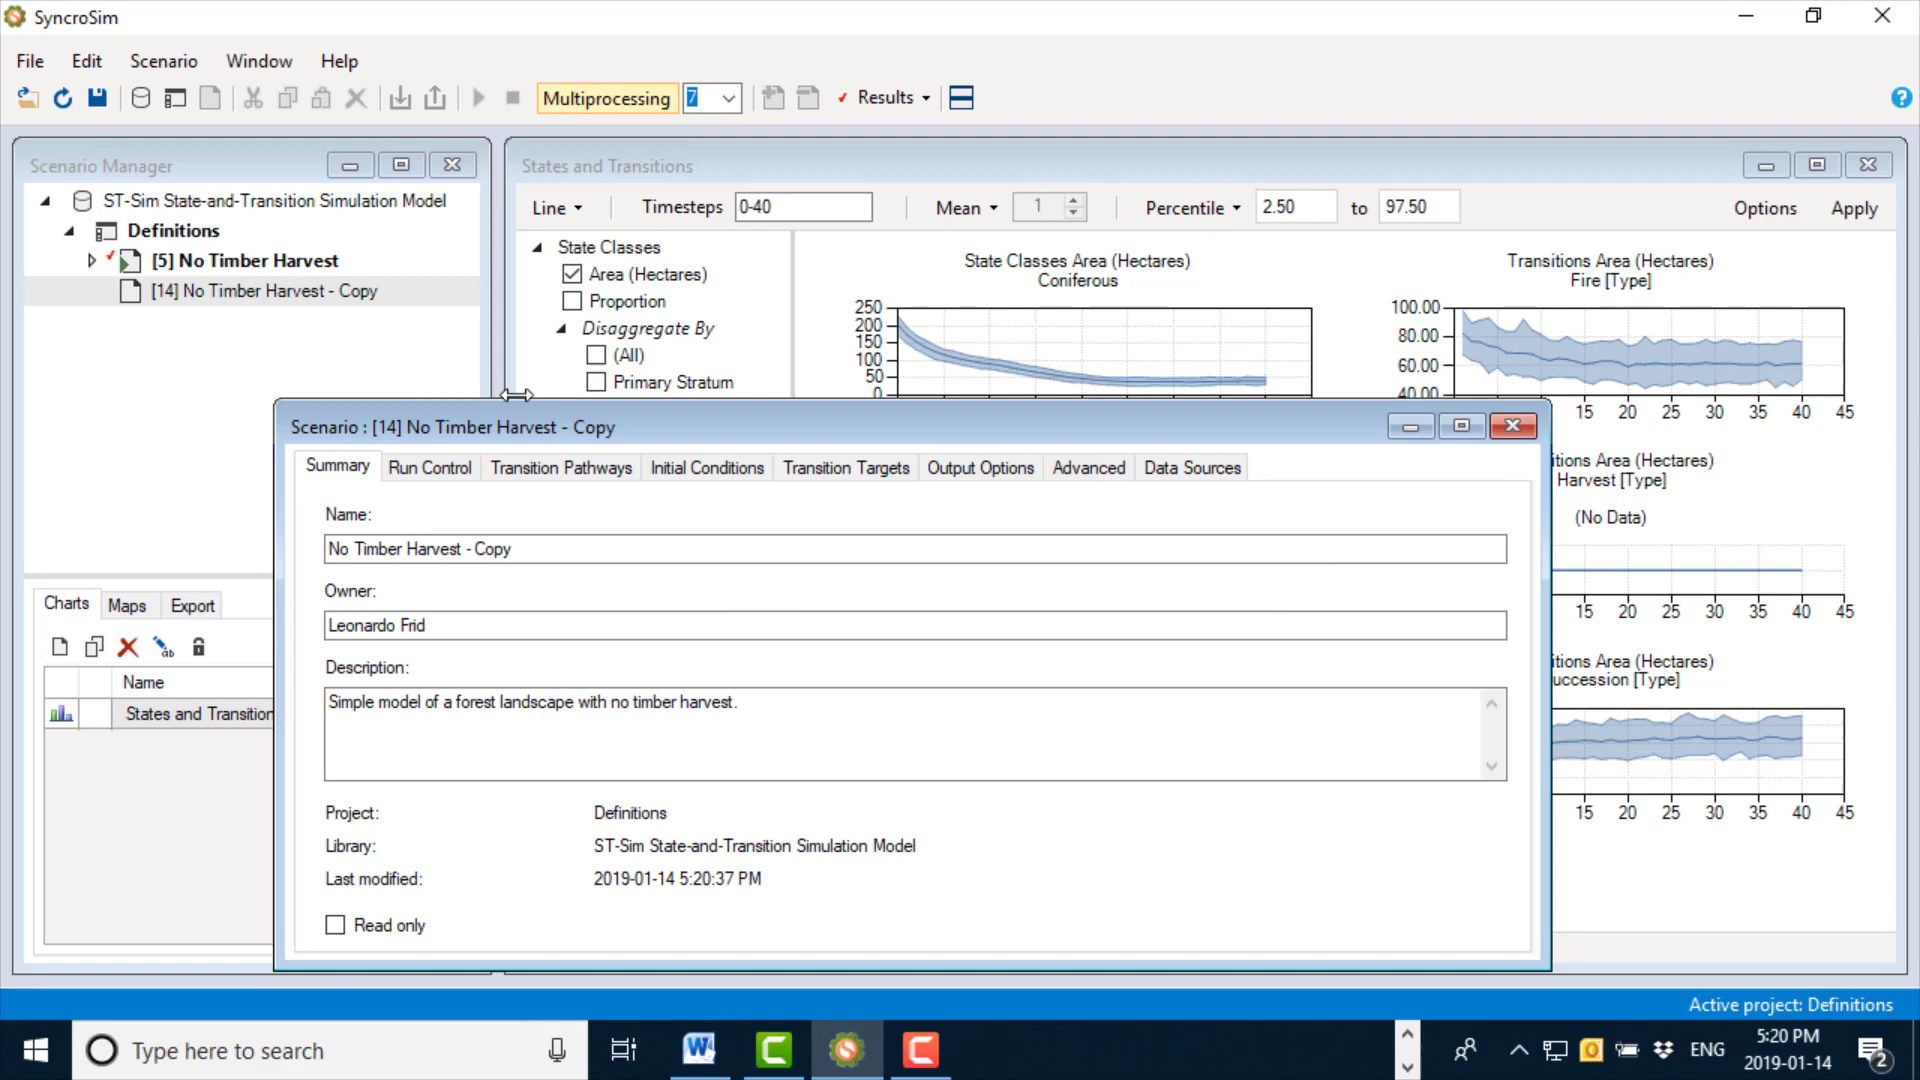 SyncroSim
File Edit Scenario Window Help
Multiprocessing 7 Results
Scenario Manager
ST-Sim State-and-Transition Simulation Model
Definitions
[5] No Timber Harvest
[14] No Timber Harvest - Copy
Charts Maps Export
ab
Name
States and Transition
States and Transitions
Line Timesteps 0-40 Mean 1 Percentile 2.50 to 97.50 Options Apply
State Classes
Area (Hectares)
Proportion
Disaggregate By
(All)
Primary Stratum
State Classes Area (Hectares)
Coniferous
250
200
150
100
50
0
Transitions Area (Hectares)
Fire [Type]
100.00
80.00
60.00
40.00
15 20 25 30 35 40 45
itions Area (Hectares)
Harvest [Type]
(No Data)
15 20 25 30 35 40 45
itions Area (Hectares)
uccession [Type]
15 20 25 30 35 40 45
Scenario : [14] No Timber Harvest - Copy
Summary Run Control Transition Pathways Initial Conditions Transition Targets Output Options Advanced Data Sources
Name:
No Timber Harvest - Copy
Owner:
Leonardo Frid
Description:
Simple model of a forest landscape with no timber harvest.
Project: Definitions
Library: ST-Sim State-and-Transition Simulation Model
Last modified: 2019-01-14 5:20:37 PM
Read only
Active project: Definitions
Type here to search
ENG
5:20 PM
2019-01-14
2